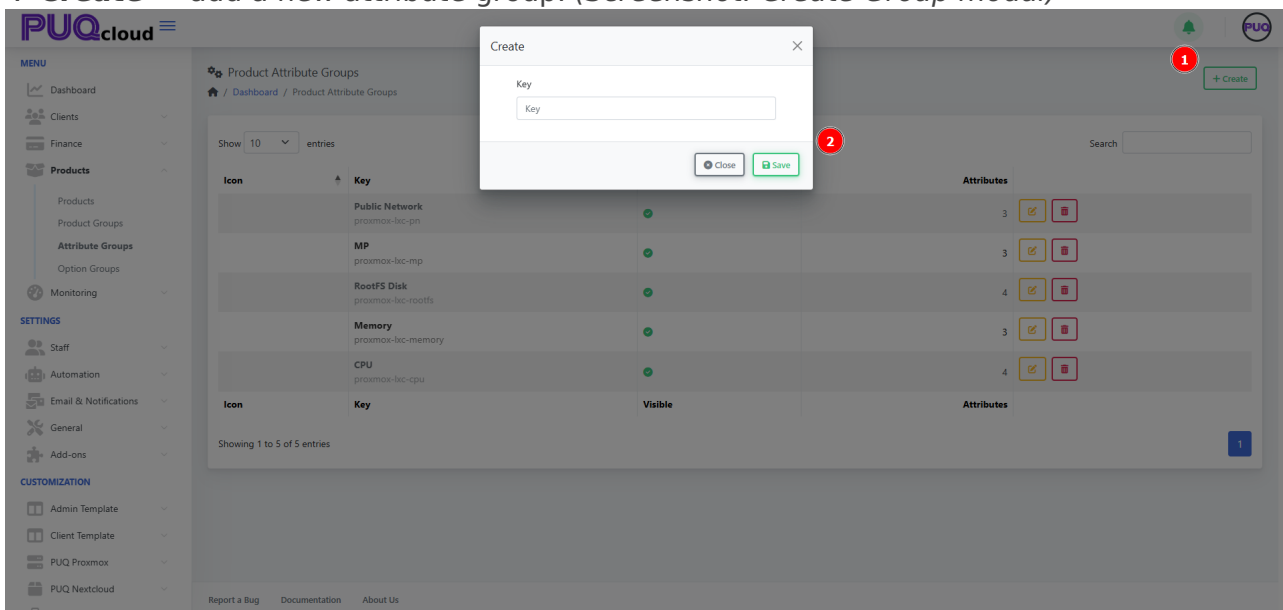 PUQcloud
MENU
Dashboard
Clients
Finance
Products
Products
Product Groups
Attribute Groups
Option Groups
Monitoring
SETTINGS
Staff
Automation
Email & Notifications
General
Add-ons
CUSTOMIZATION
Admin Template
Client Template
PUQ Proxmox
PUQ Nextcloud
Product Attribute Groups
/ Dashboard / Product Attribute Groups
PUQ
1
+ Create
Create
Key
Key
2
Close Save
Show 10 entries
Search
Icon Key Attributes
Public Network
proxmox-lxc-pn
3
MP
proxmox-lxc-mp
3
RootFS Disk
proxmox-lxc-rootfs
4
Memory
proxmox-lxc-memory
3
CPU
proxmox-lxc-cpu
4
Icon Key Visible Attributes
Showing 1 to 5 of 5 entries
1
Report a Bug Documentation About Us